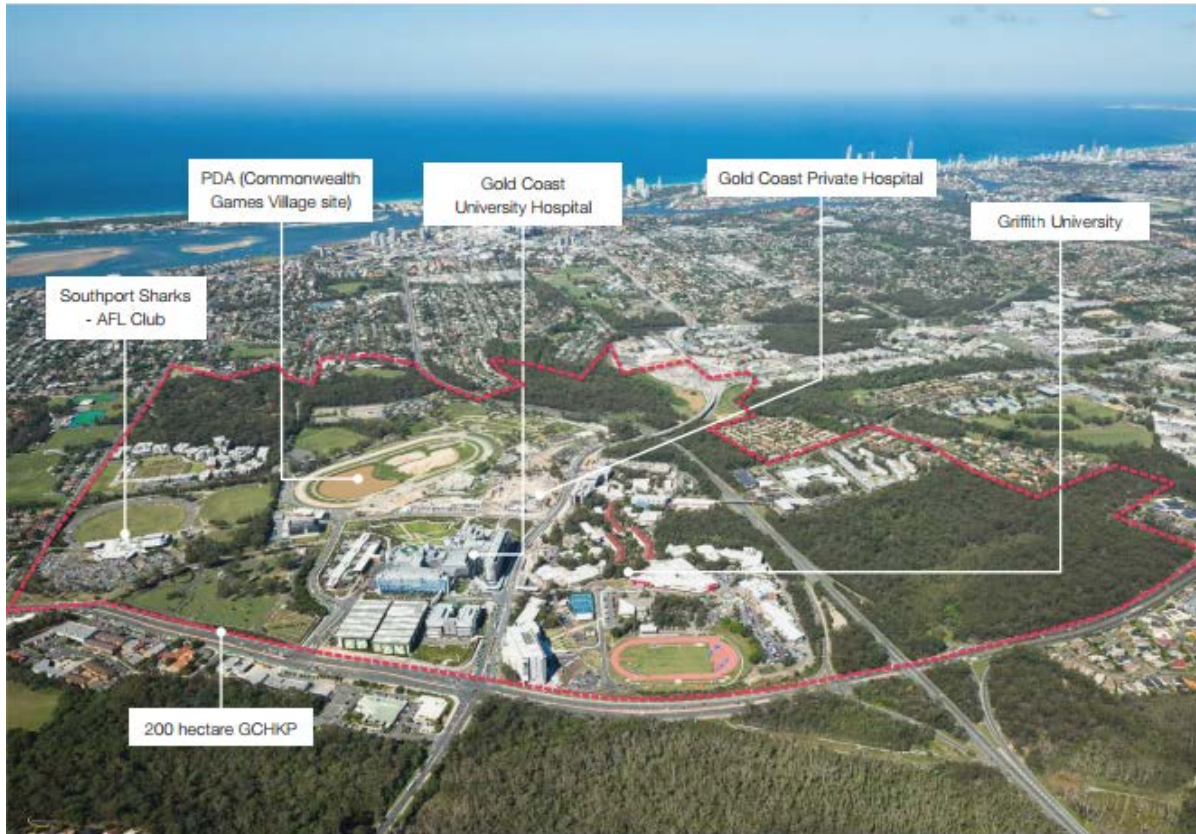 PDA (Commonwealth
Games Village site)
Gold Coast
University Hospital
Gold Coast Private Hospital
Griffith University
Southport Sharks
- AFL Club
200 hectare GCHKP